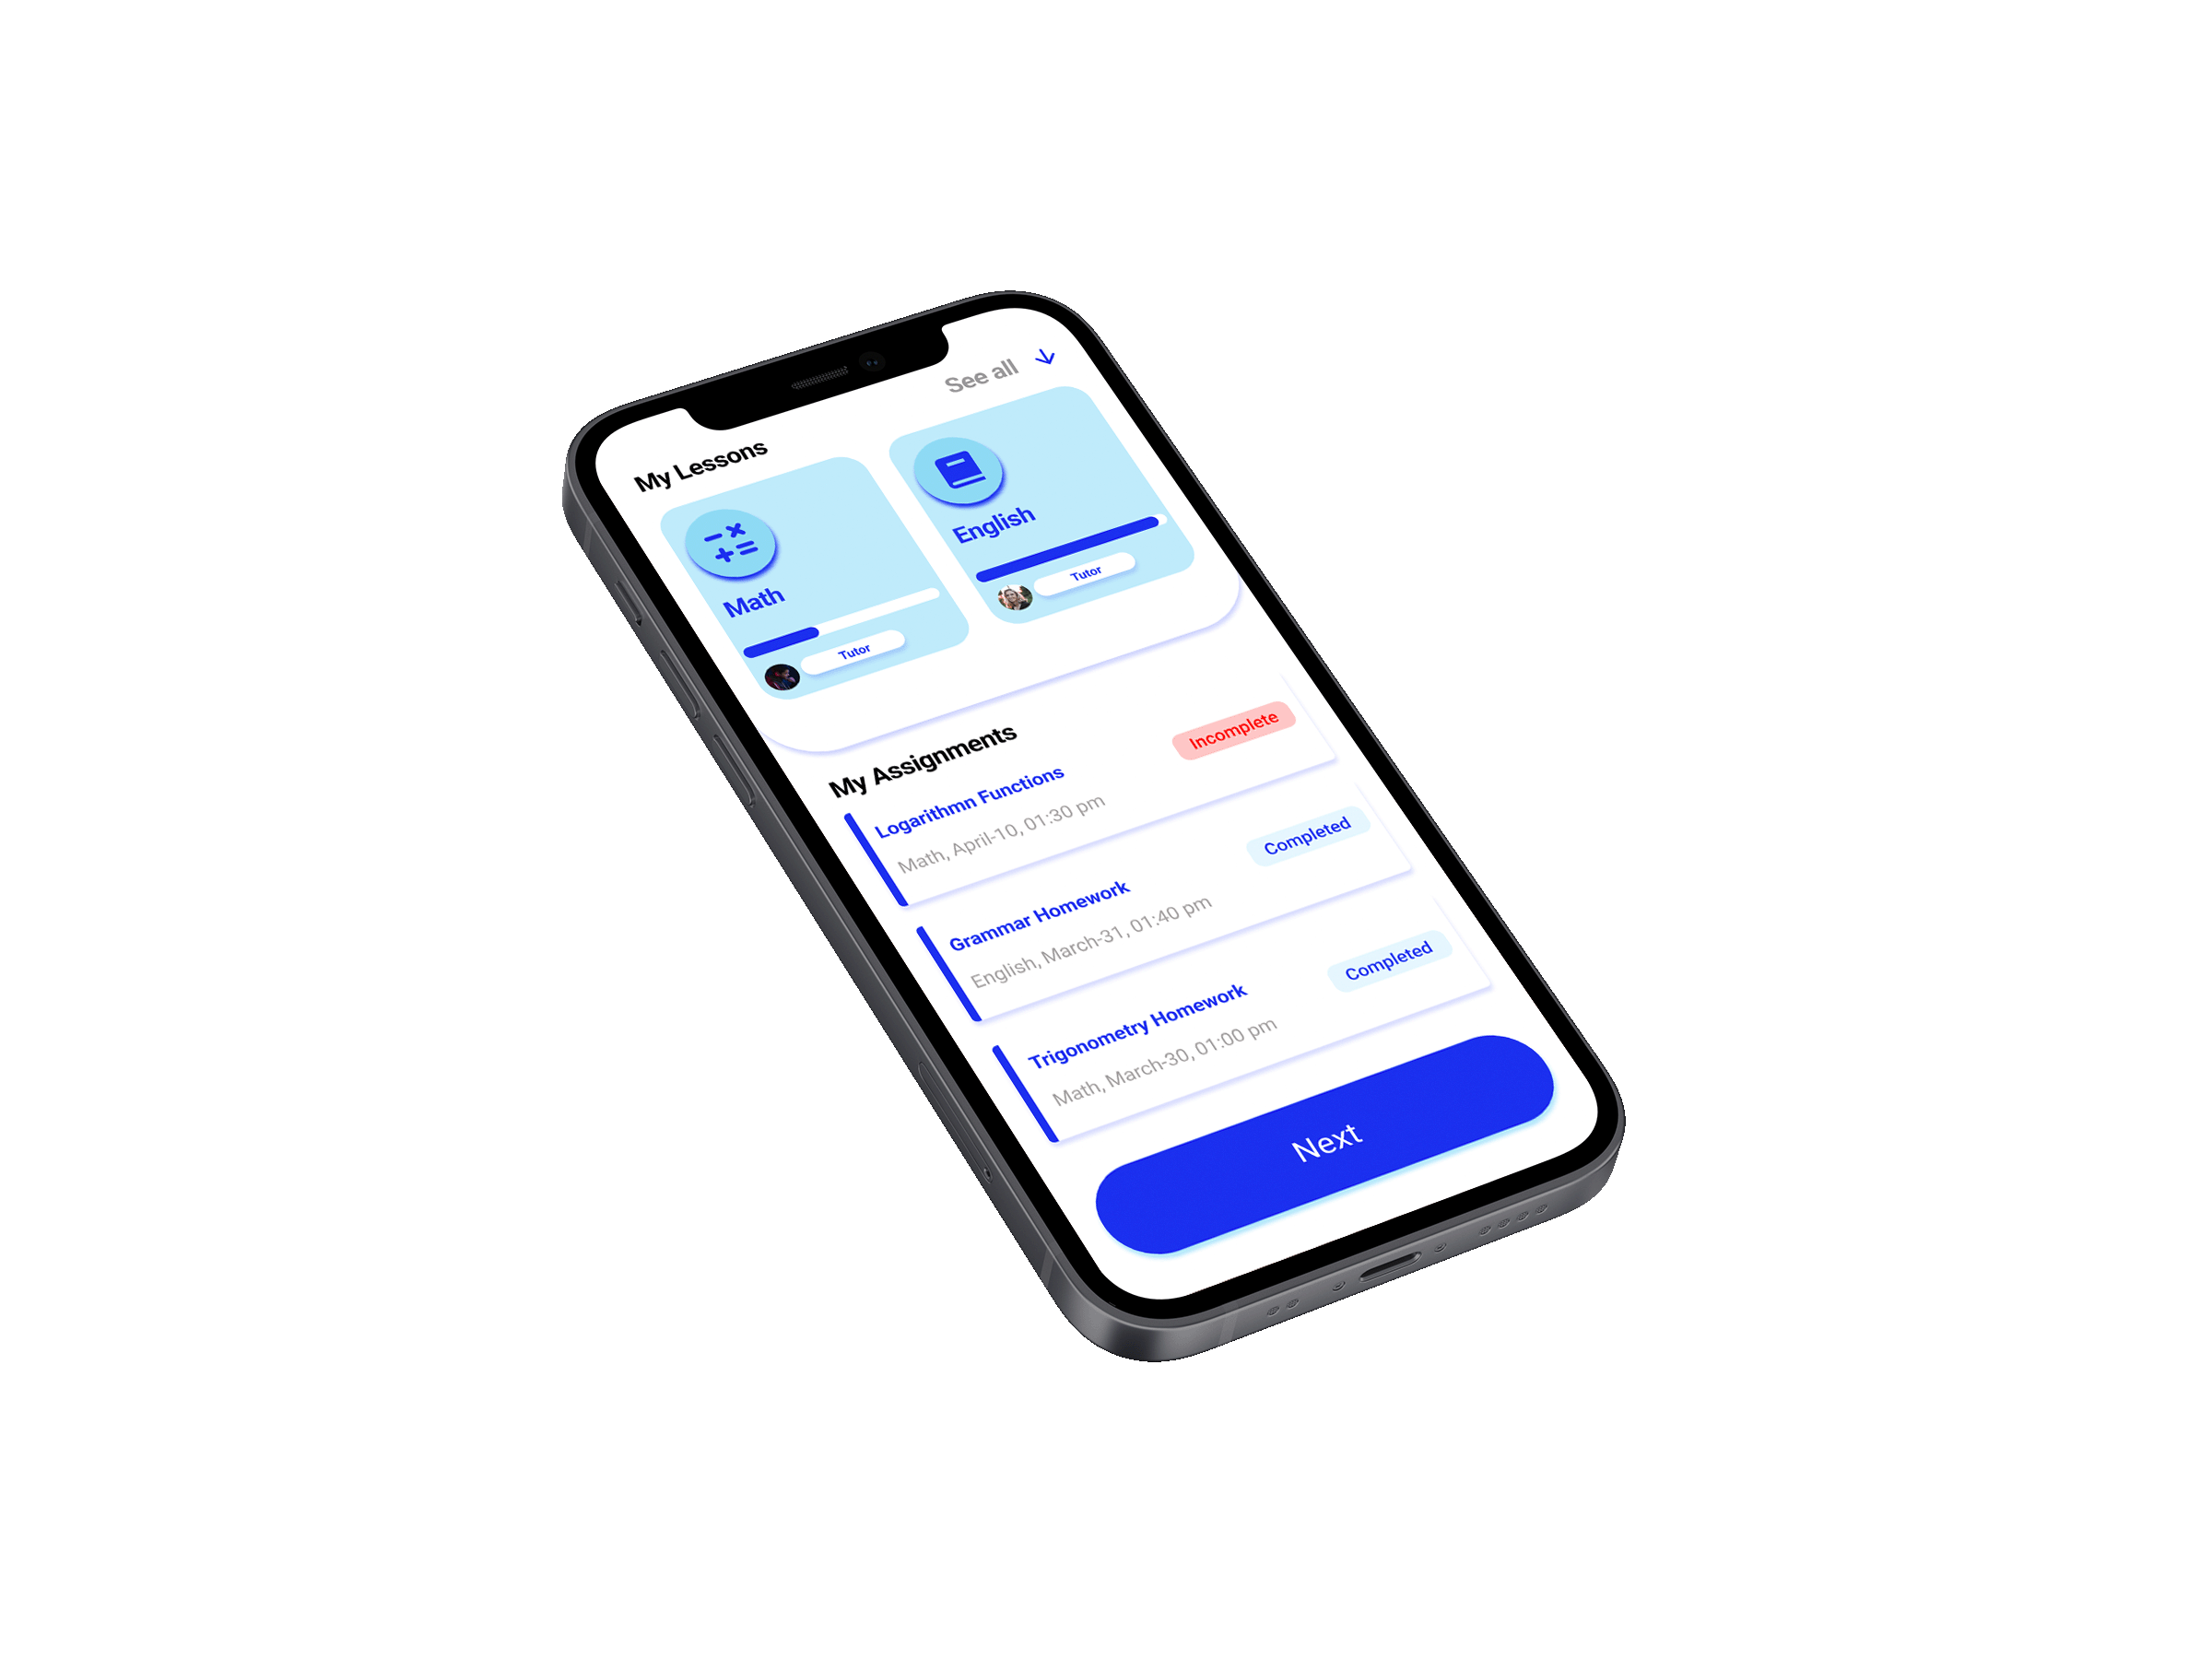 See all
My Lessons
Math
Tutor
English
Tutor
My Assignments
Logarithmn Functions
Math, April-10, 01:30 pm
Incomplete
Grammar Homework
English, March-31, 01:40 pm
Completed
Trigonometry Homework
Math, March-30, 01:00 pm
Completed
Next